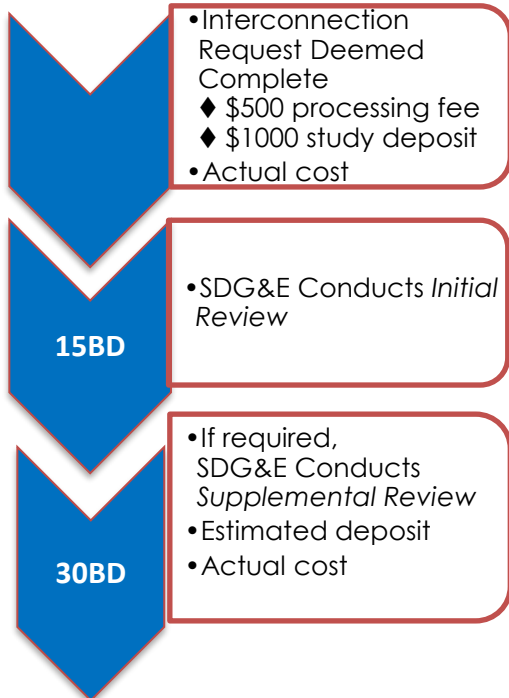 •Interconnection
Request Deemed
Complete
♦ $500 processing fee
♦ $1000 study deposit
•Actual cost
15BD
•SDG&E Conducts Initial
Review
30BD
•If required,
SDG&E Conducts
Supplemental Review
•Estimated deposit
•Actual cost